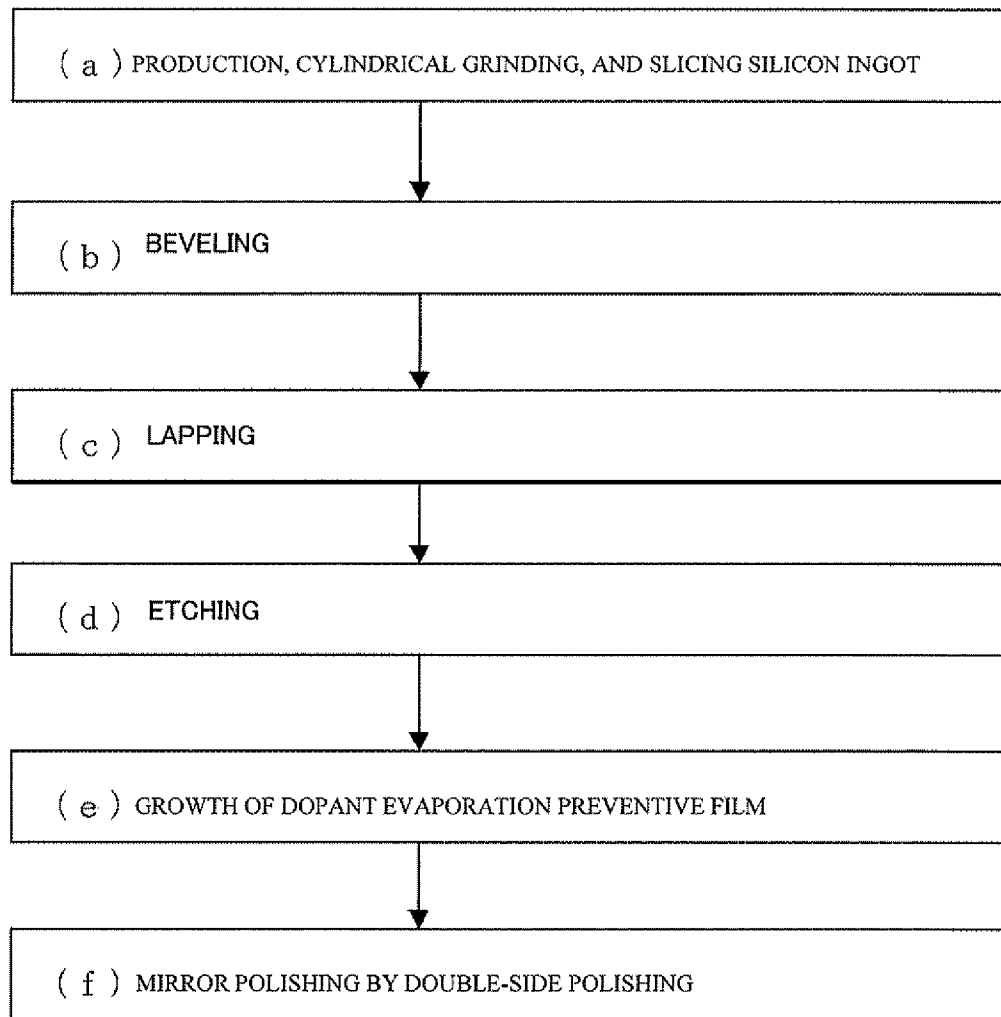 (a) PRODUCTION, CYLINDRICAL GRINDING, AND SLICING SILICON INGOT
(b) BEVELING
(c) LAPPING
(d) ETCHING
(e) GROWTH OF DOPANT EVAPORATION PREVENTIVE FILM
(f) MIRROR POLISHING BY DOUBLE-SIDE POLISHING